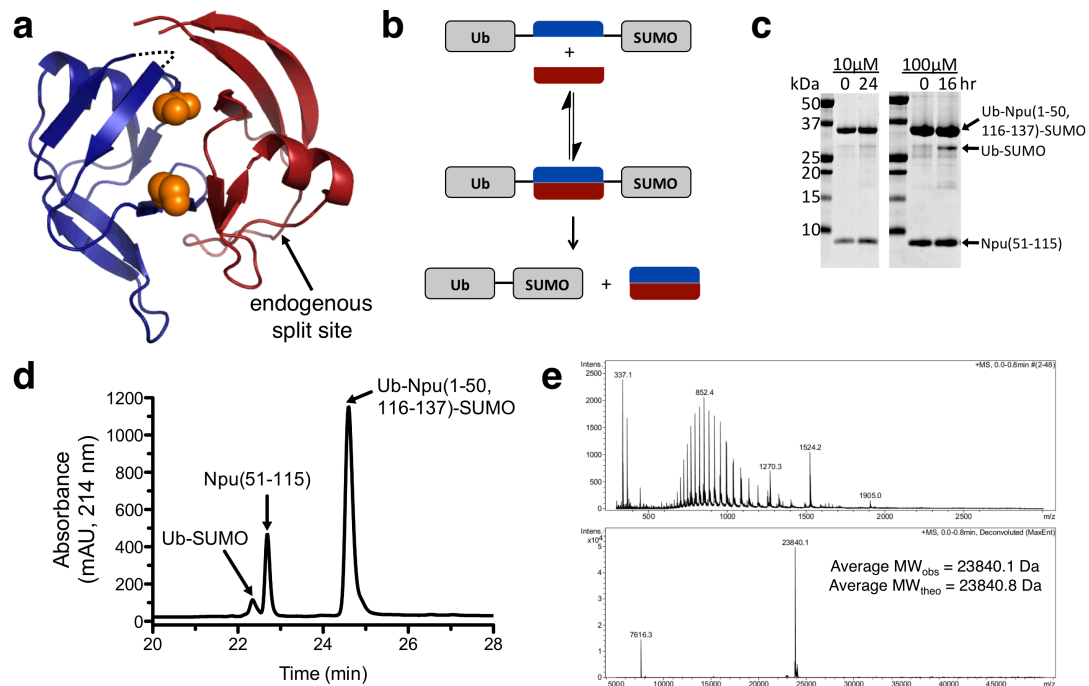 a
endogenous
split site
b
Ub
SUMO
+
Ub
SUMO
Ub
SUMO
+
c
10µM
100µM
kDa
0
24
0
16
hr
50
37
25
20
15
10
Ub-Npu(1-50,
116-137)-SUMO
Ub-SUMO
Npu(51-115)
d
Absorbance
(mAU, 214 nm)
1200
1000
800
600
400
200
0
20
22
24
26
28
Time (min)
Ub-SUMO
Npu(51-115)
Ub-Npu(1-50,
116-137)-SUMO
e
Intens.
+MS, 0.0-0.8min #(2-48)
2500
2000
1500
1000
500
0
337.1
852.4
1270.3
1524.2
1905.0
500
1000
1500
2000
2500
m/z
Intens.
x10⁴
+MS, 0.0-0.8min, Deconvoluted (MaxEnt)
5
4
3
2
1
0
7616.3
23840.1
Average MWobs = 23840.1 Da
Average MWtheo = 23840.8 Da
5000
10000
15000
20000
25000
30000
35000
40000
45000
m/z